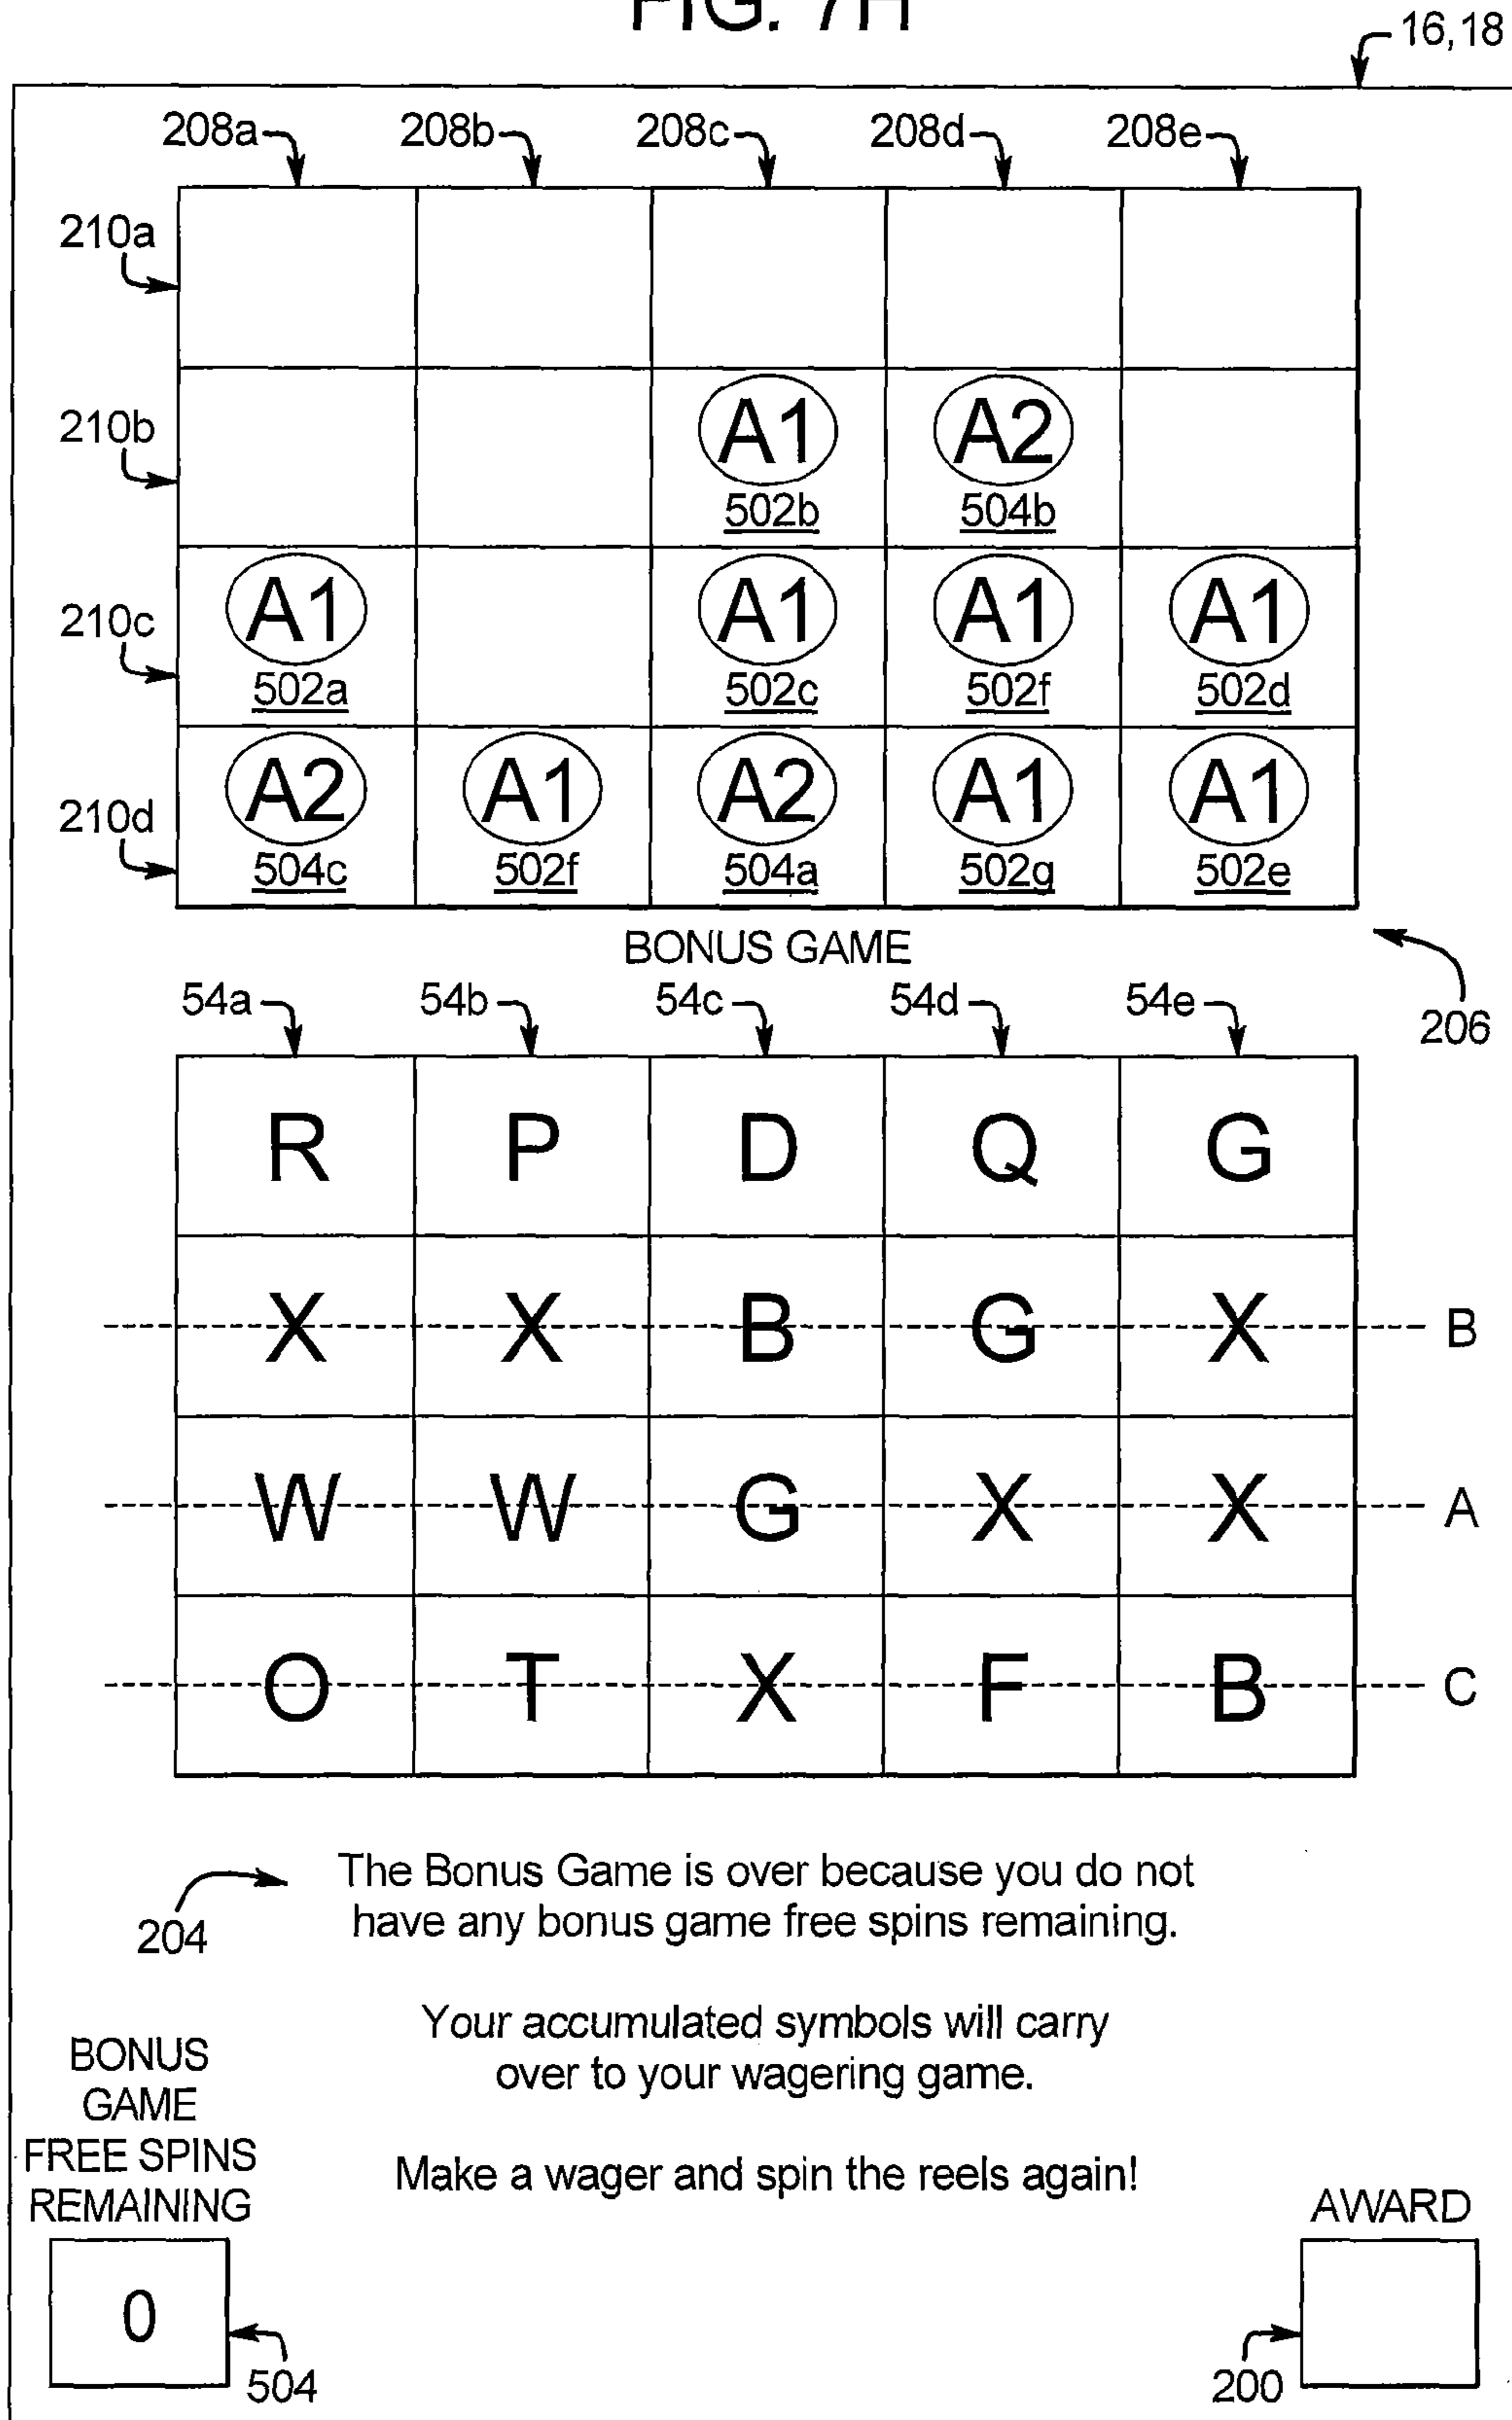 FIG. 7H
16,18
208a 208b 208c 208d 208e
210a
210b
A1 A2
502b 504b
210c
A1 A1 A1 A1
502a 502c 502f 502d
210d
A2 A1 A2 A1 A1
504c 502f 504a 502g 502e
BONUS GAME
206
54a 54b 54c 54d 54e
R P D Q G
X X B G X B
W W G X X A
O T X F B C
204
The Bonus Game is over because you do not
have any bonus game free spins remaining.
Your accumulated symbols will carry
over to your wagering game.
Make a wager and spin the reels again!
BONUS
GAME
FREE SPINS
REMAINING
0
504
AWARD
200